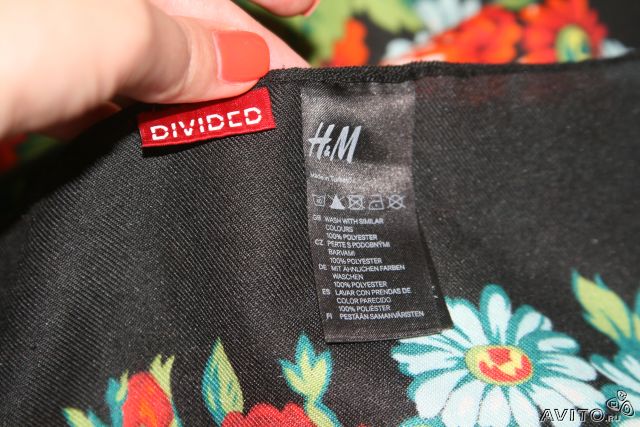 DIVIDED
H&M
Made in Turkey
GB WASH WITH SIMILAR
COLOURS
100% POLYESTER
CZ PERTE S PODOBNÝMI
BARVAMI
100% POLYESTER
DE MIT ÄHNLICHEN FARBEN
WASCHEN
100% POLYESTER
ES LAVAR CON PRENDAS DE
COLOR PARECIDO
100% POLIÉSTER
FI PESTÄÄN SAMANVÄRISTEN
AVITO.ru